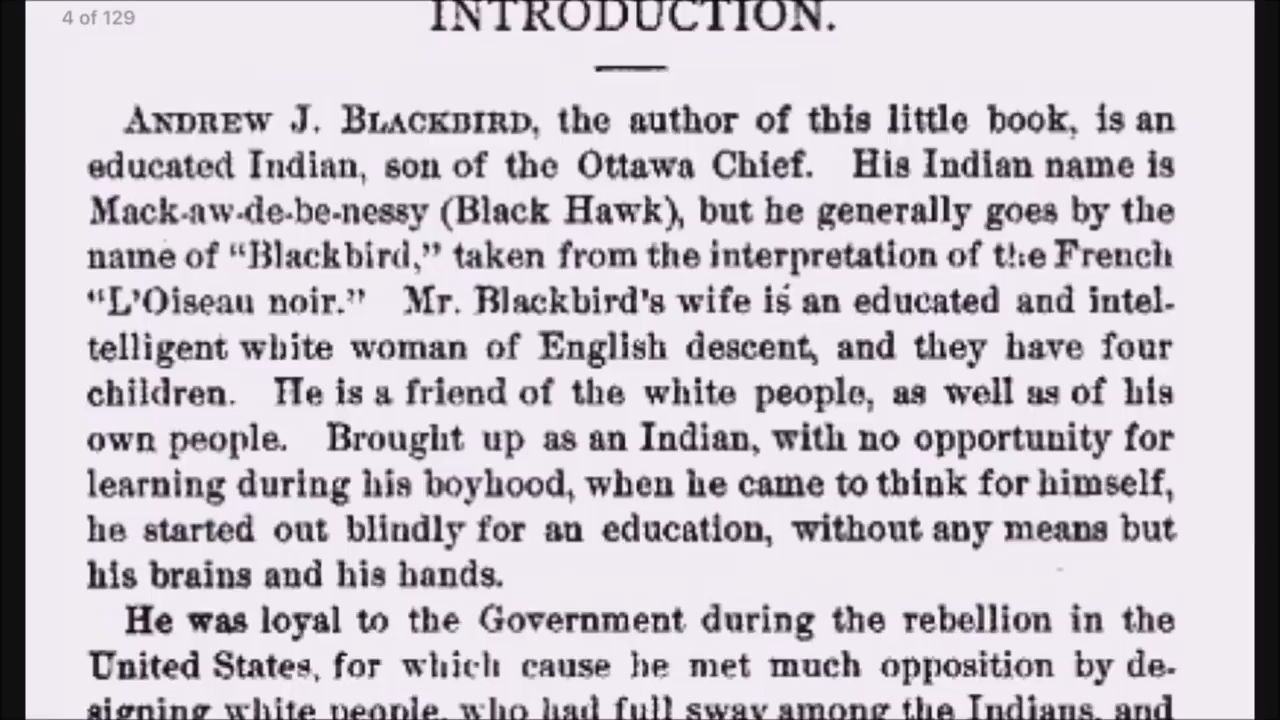 4 of 129
INTRODUCTION.
ANDREW J. BLACKBIRD, the author of this little book, is an
educated Indian, son of the Ottawa Chief. His Indian name is
Mack-aw-de-be-nessy (Black Hawk), but he generally goes by the
name of “Blackbird,” taken from the interpretation of the French
“L’Oiseau noir.” Mr. Blackbird's wife is an educated and intel-
telligent white woman of English descent, and they have four
children. He is a friend of the white people, as well as of his
own people. Brought up as an Indian, with no opportunity for
learning during his boyhood, when he came to think for himself,
he started out blindly for an education, without any means but
his brains and his hands.
He was loyal to the Government during the rebellion in the
United States, for which cause he met much opposition by de-
signing white people, who had full sway among the Indians, and